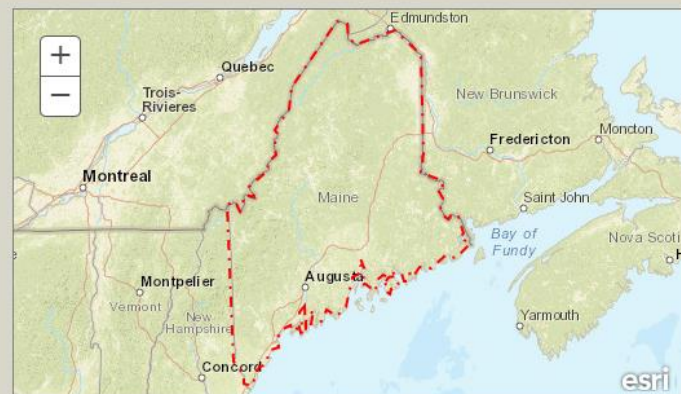 Edmundston
+
Quebec
−
Trois-
Rivieres
New Brunswick
Fredericton
Moncton
Montreal
Maine
Saint John
Bay of
Fundy
Nova Scoti
H
Montpelier
Augusta
Vermont
New
Hampshire
Yarmouth
Concord
esri